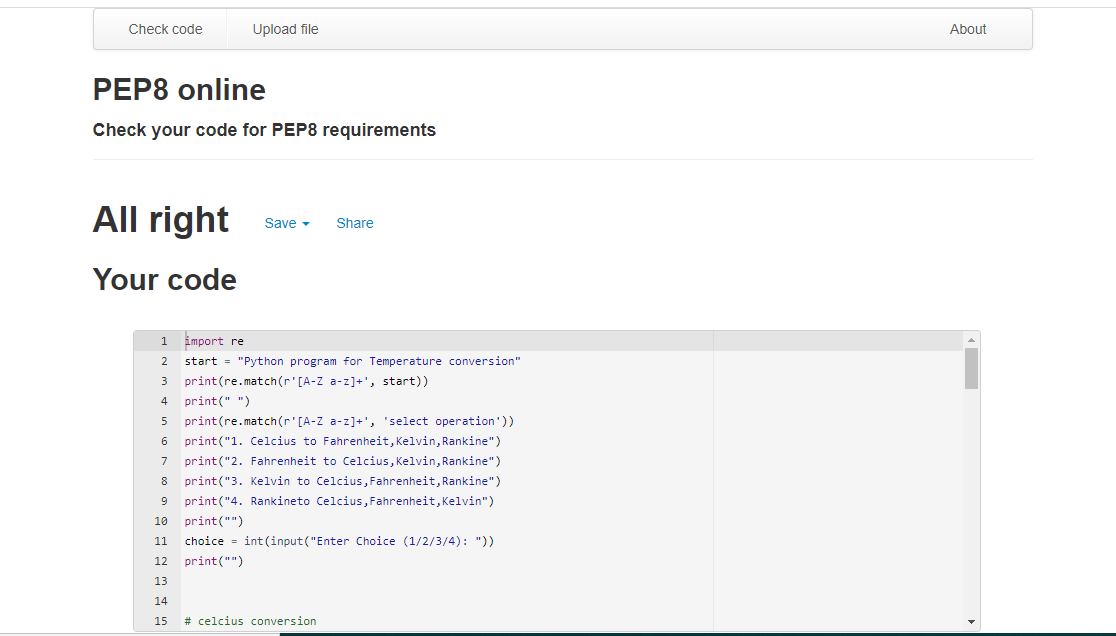 Check code Upload file About
PEP8 online
Check your code for PEP8 requirements
All right Save Share
Your code
1 import re
2 start = "Python program for Temperature conversion"
3 print(re.match(r'[A-Z a-z]+', start))
4 print(" ")
5 print(re.match(r'[A-Z a-z]+', 'select operation'))
6 print("1. Celcius to Fahrenheit,Kelvin,Rankine")
7 print("2. Fahrenheit to Celcius,Kelvin,Rankine")
8 print("3. Kelvin to Celcius,Fahrenheit,Rankine")
9 print("4. Rankineto Celcius,Fahrenheit,Kelvin")
10 print("")
11 choice = int(input("Enter Choice (1/2/3/4): "))
12 print("")
13
14
15 # celcius conversion